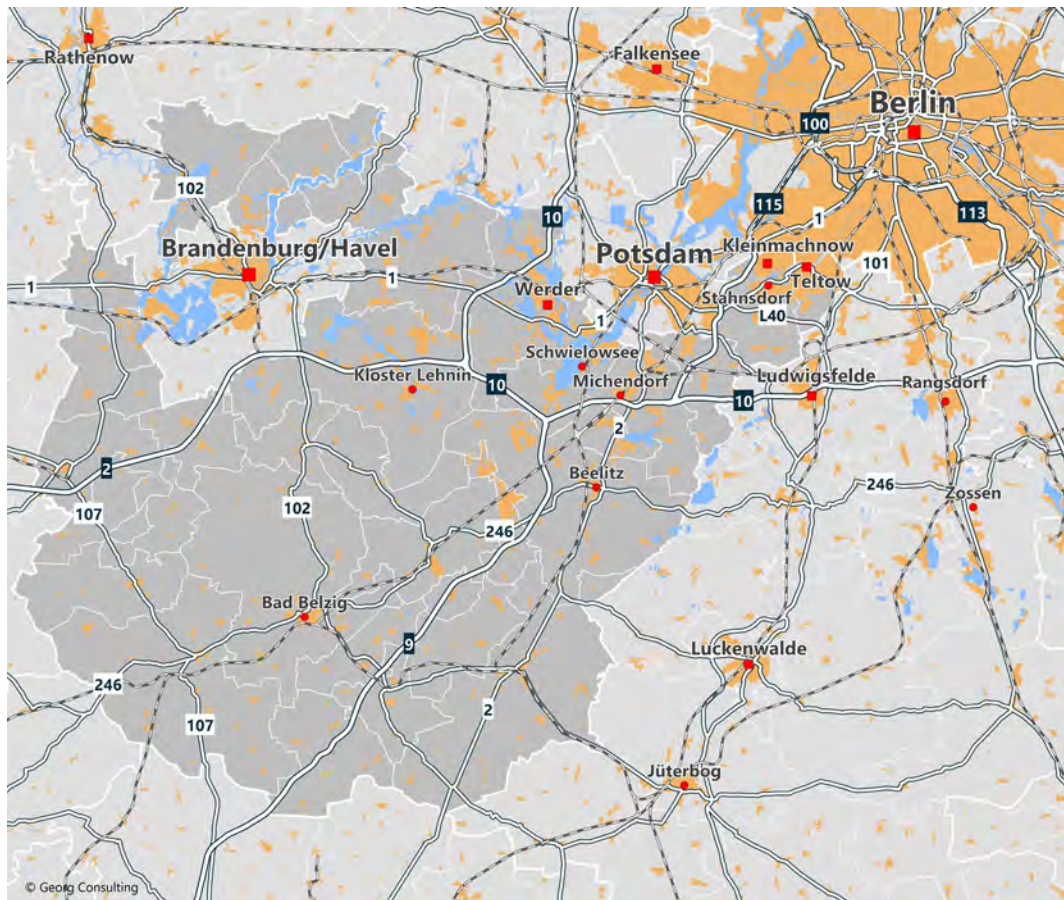 Rathenow
Falkensee
Berlin
100
102
115
10
1
113
Brandenburg/Havel
Potsdam
Kleinmachnow
101
1
1
Werder
Stahnsdorf
Teltow
1
L40
Schwielowsee
Kloster Lehnin
10
Michendorf
Ludwigsfelde
Rangsdorf
10
2
2
Beelitz
246
Zossen
107
102
246
Bad Belzig
9
Luckenwalde
246
107
2
Jüterbog
© Georg Consulting